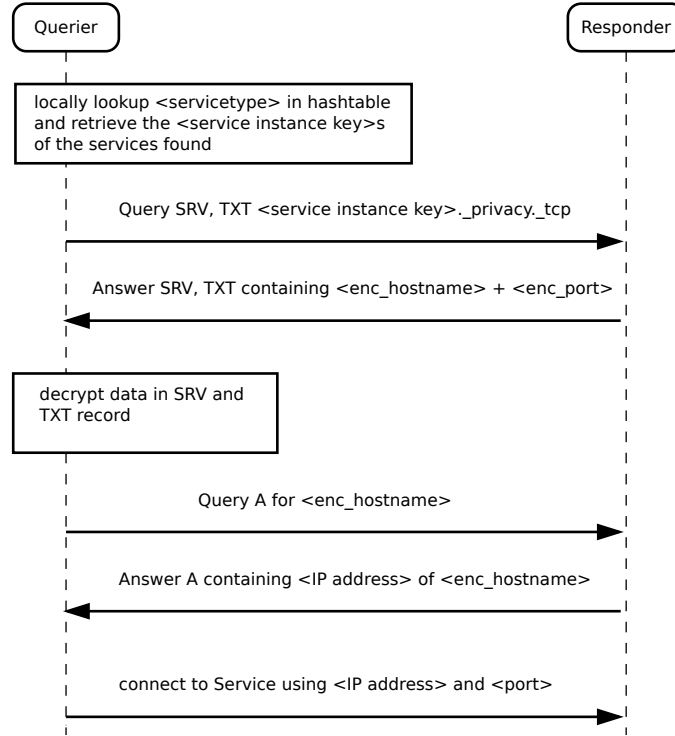 Querier
Responder
locally lookup <servicetype> in hashtable
and retrieve the <service instance key>s
of the services found
Query SRV, TXT <service instance key>._privacy._tcp
Answer SRV, TXT containing <enc_hostname> + <enc_port>
decrypt data in SRV and
TXT record
Query A for <enc_hostname>
Answer A containing <IP address> of <enc_hostname>
connect to Service using <IP address> and <port>